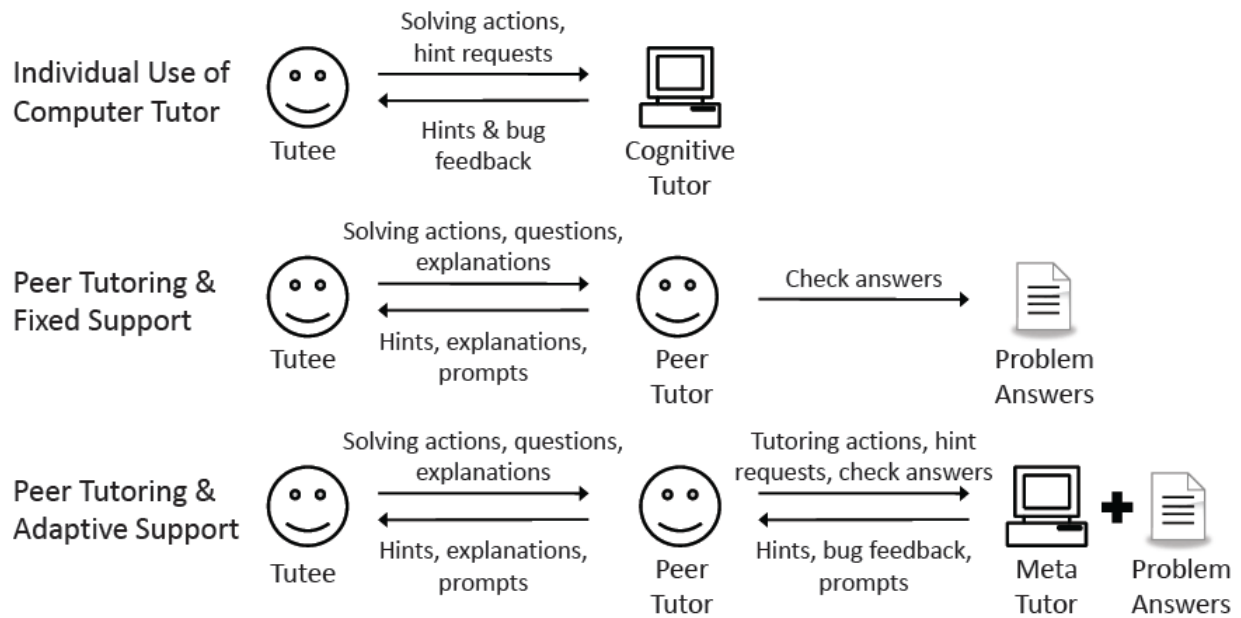 Individual Use of
Computer Tutor
Solving actions,
hint requests
Hints & bug
feedback
Tutee
Cognitive
Tutor
Peer Tutoring &
Fixed Support
Solving actions, questions,
explanations
Hints, explanations,
prompts
Tutee
Peer
Tutor
Check answers
Problem
Answers
Peer Tutoring &
Adaptive Support
Solving actions, questions,
explanations
Hints, explanations,
prompts
Tutee
Peer
Tutor
Tutoring actions, hint
requests, check answers
Hints, bug feedback,
prompts
Meta
Tutor
Problem
Answers